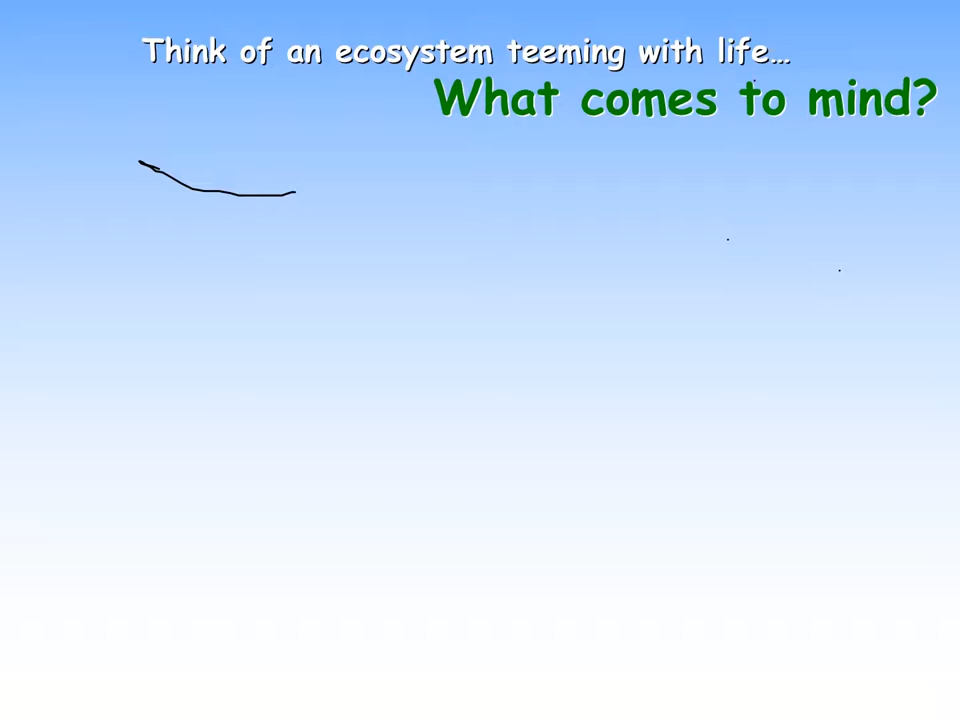 Think of an ecosystem teeming with life…
What comes to mind?